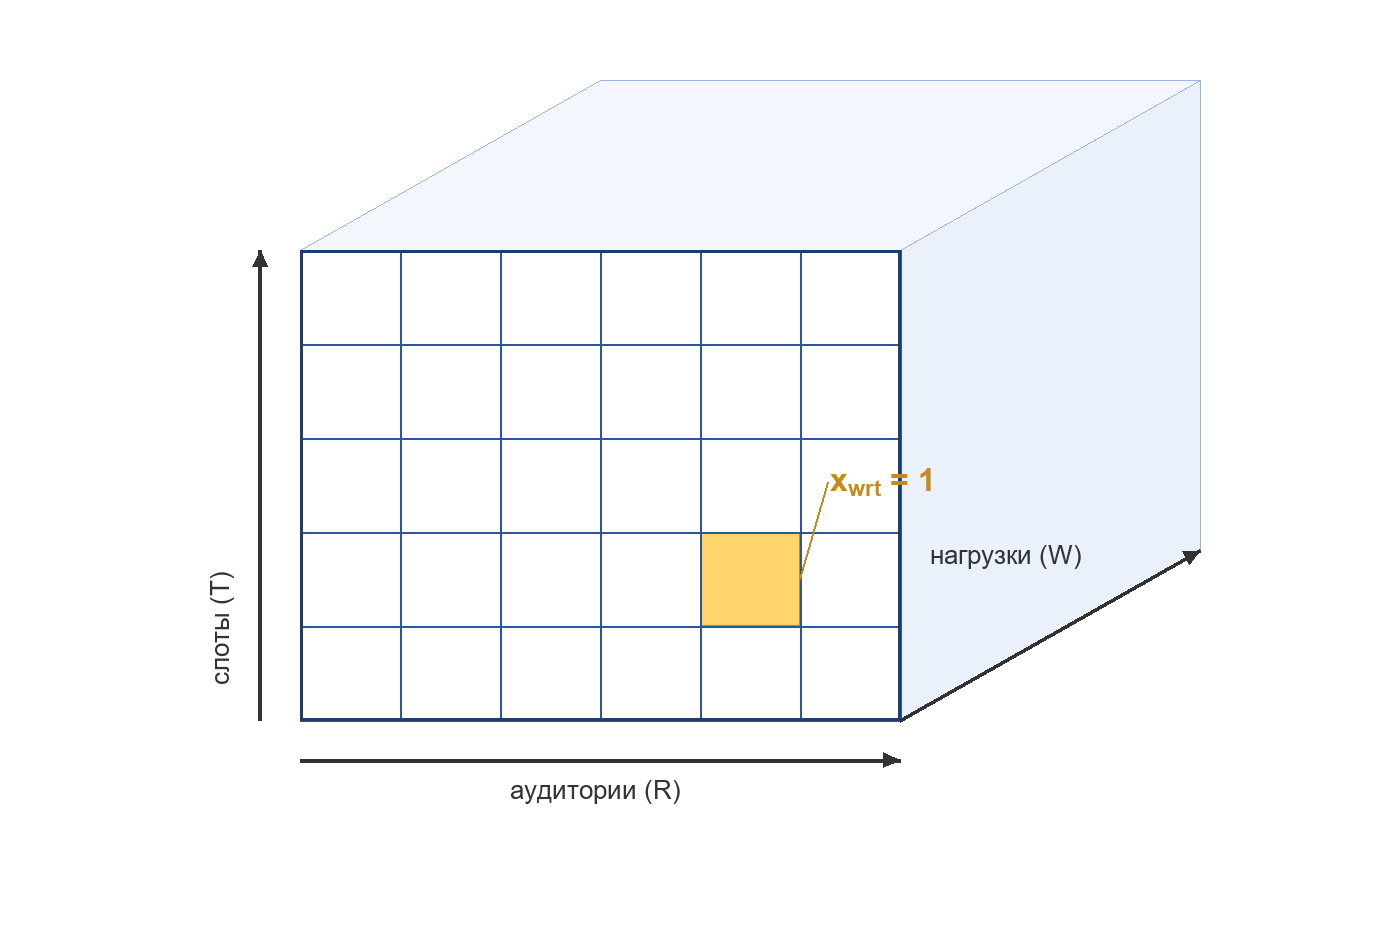 x_wrt = 1
нагрузки (W)
слоты (T)
аудитории (R)